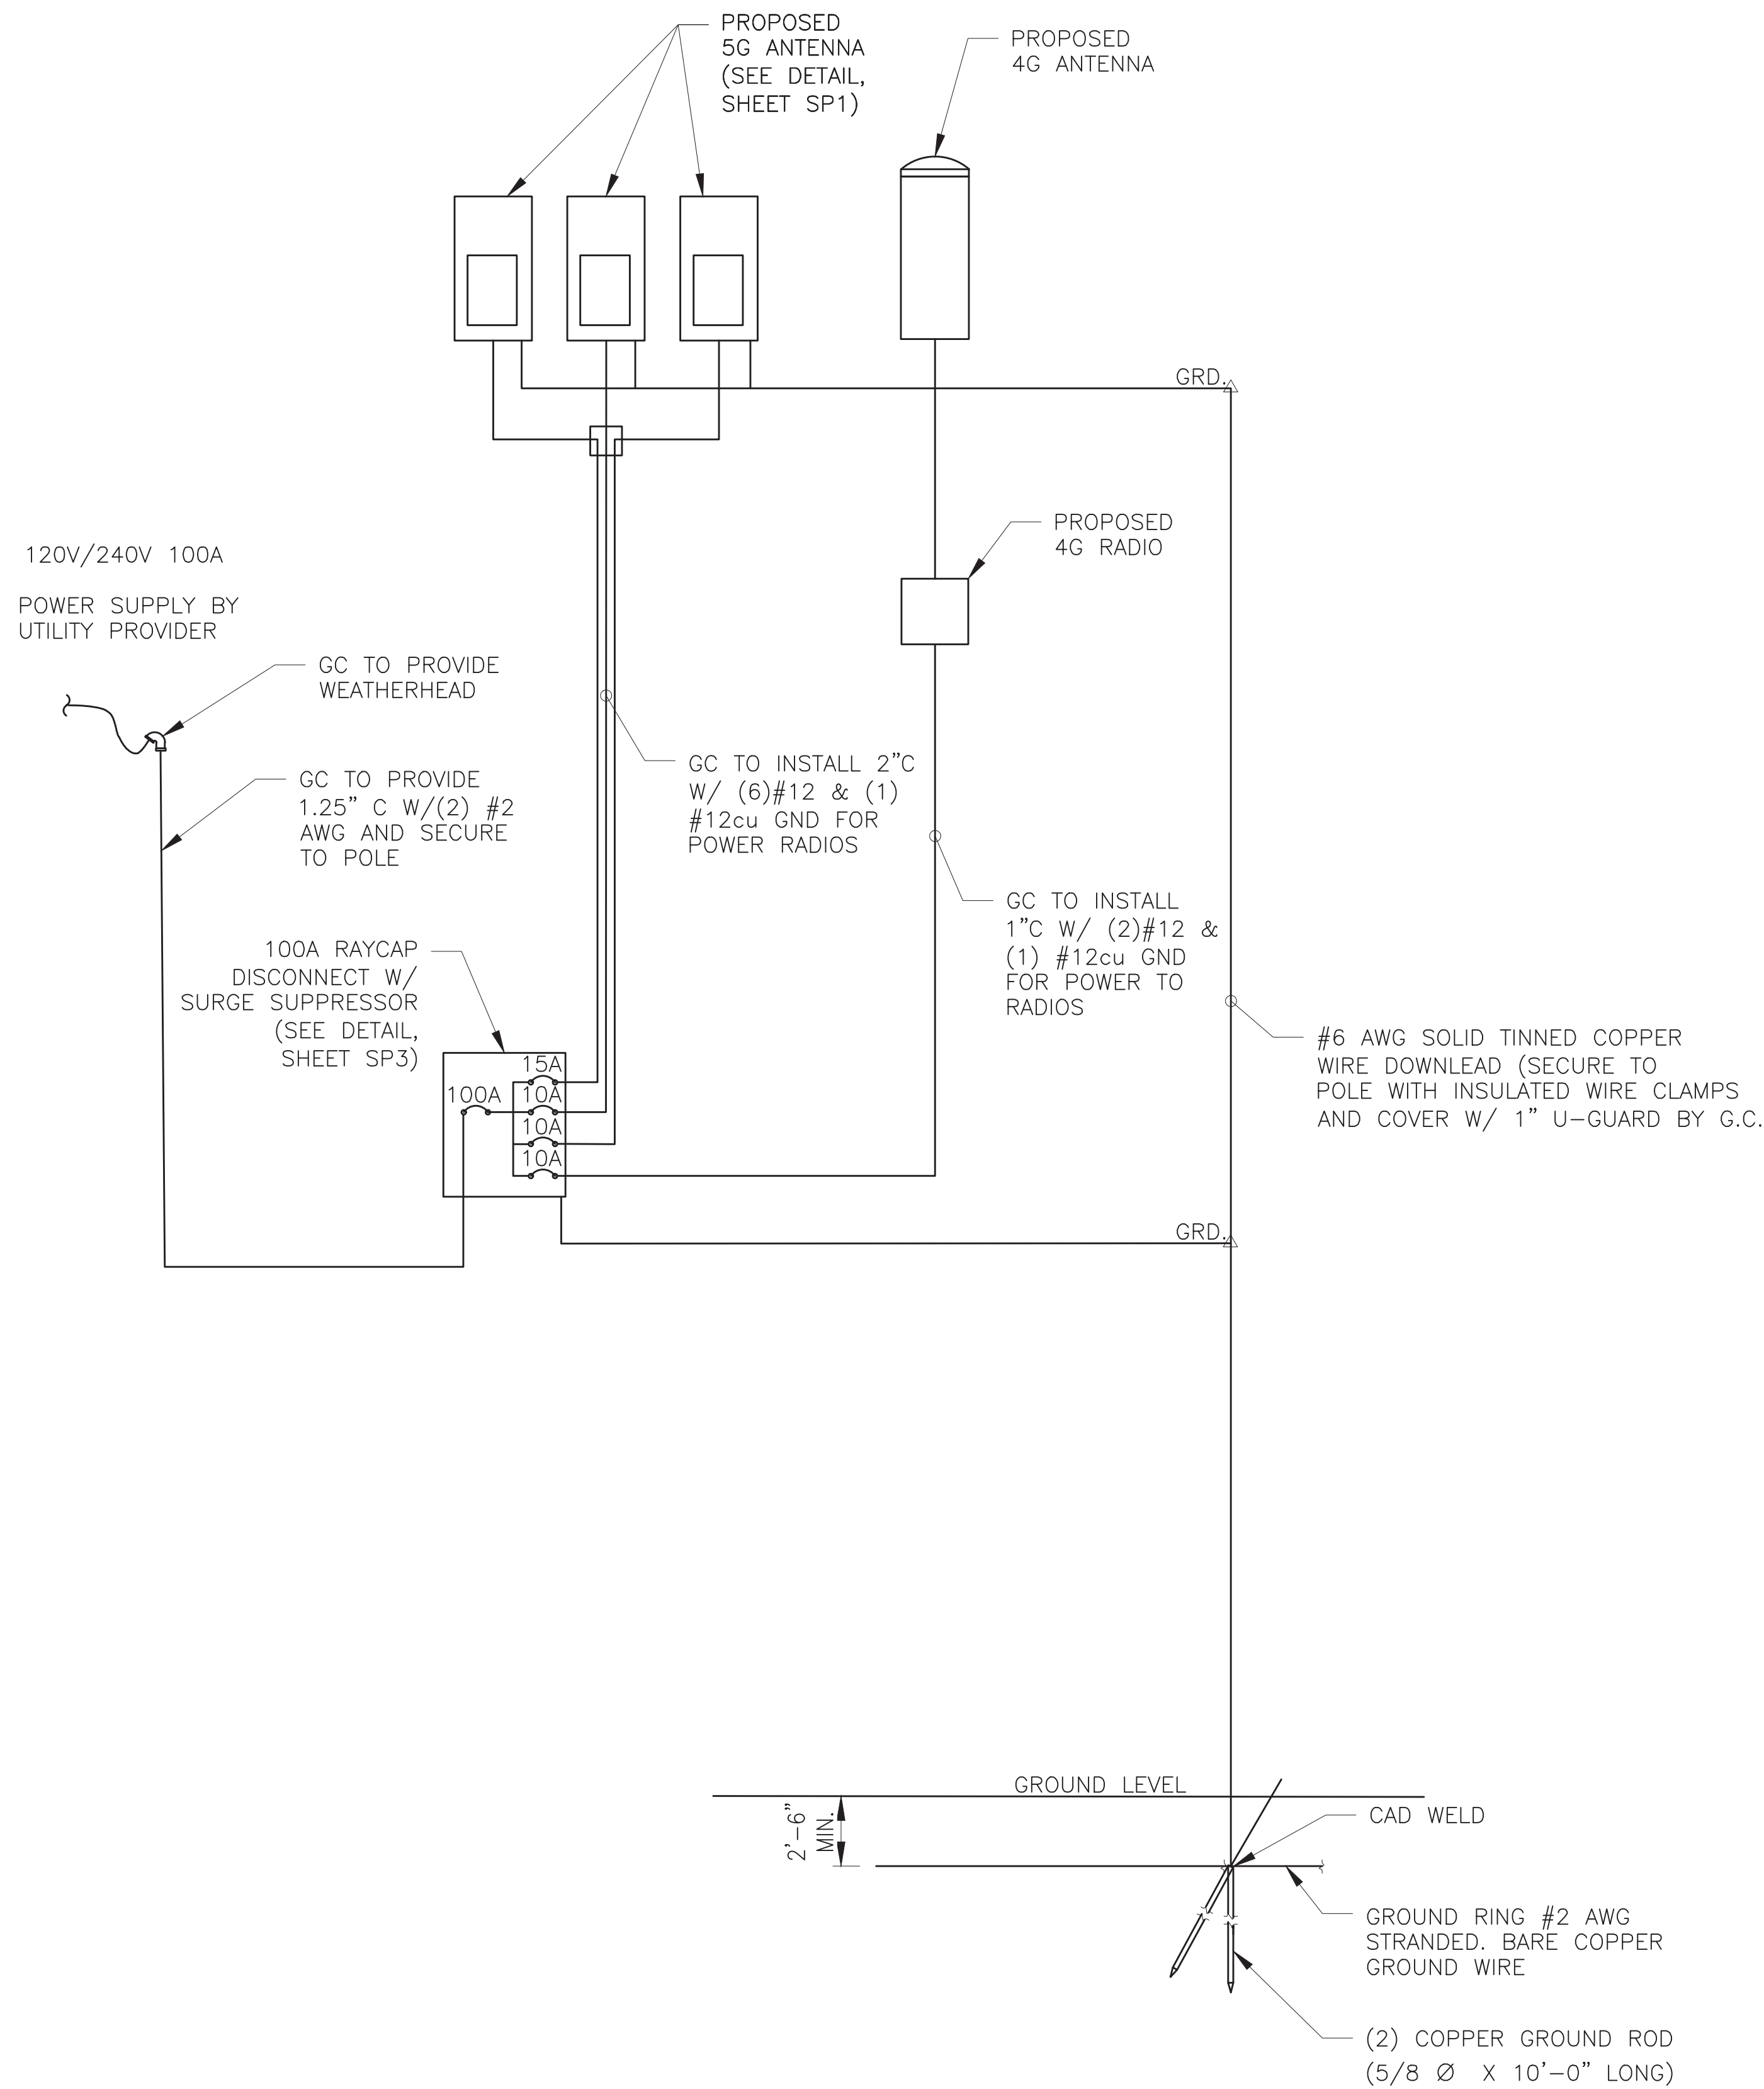 PROPOSED
5G ANTENNA
(SEE DETAIL,
SHEET SP1)
PROPOSED
4G ANTENNA
GRD.
PROPOSED
4G RADIO
120V/240V 100A
POWER SUPPLY BY
UTILITY PROVIDER
GC TO PROVIDE
WEATHERHEAD
GC TO PROVIDE
1.25" C W/(2) #2
AWG AND SECURE
TO POLE
GC TO INSTALL 2"C
W/ (6)#12 & (1)
#12cu GND FOR
POWER RADIOS
GC TO INSTALL
1"C W/ (2)#12 &
(1) #12cu GND
FOR POWER TO
RADIOS
100A RAYCAP
DISCONNECT W/
SURGE SUPPRESSOR
(SEE DETAIL,
SHEET SP3)
#6 AWG SOLID TINNED COPPER
WIRE DOWNLEAD (SECURE TO
POLE WITH INSULATED WIRE CLAMPS
AND COVER W/ 1" U-GUARD BY G.C.
15A
100A
10A
10A
10A
GRD.
GROUND LEVEL
2'-6"
MIN.
CAD WELD
GROUND RING #2 AWG
STRANDED. BARE COPPER
GROUND WIRE
(2) COPPER GROUND ROD
(5/8 Ø X 10'-0" LONG)